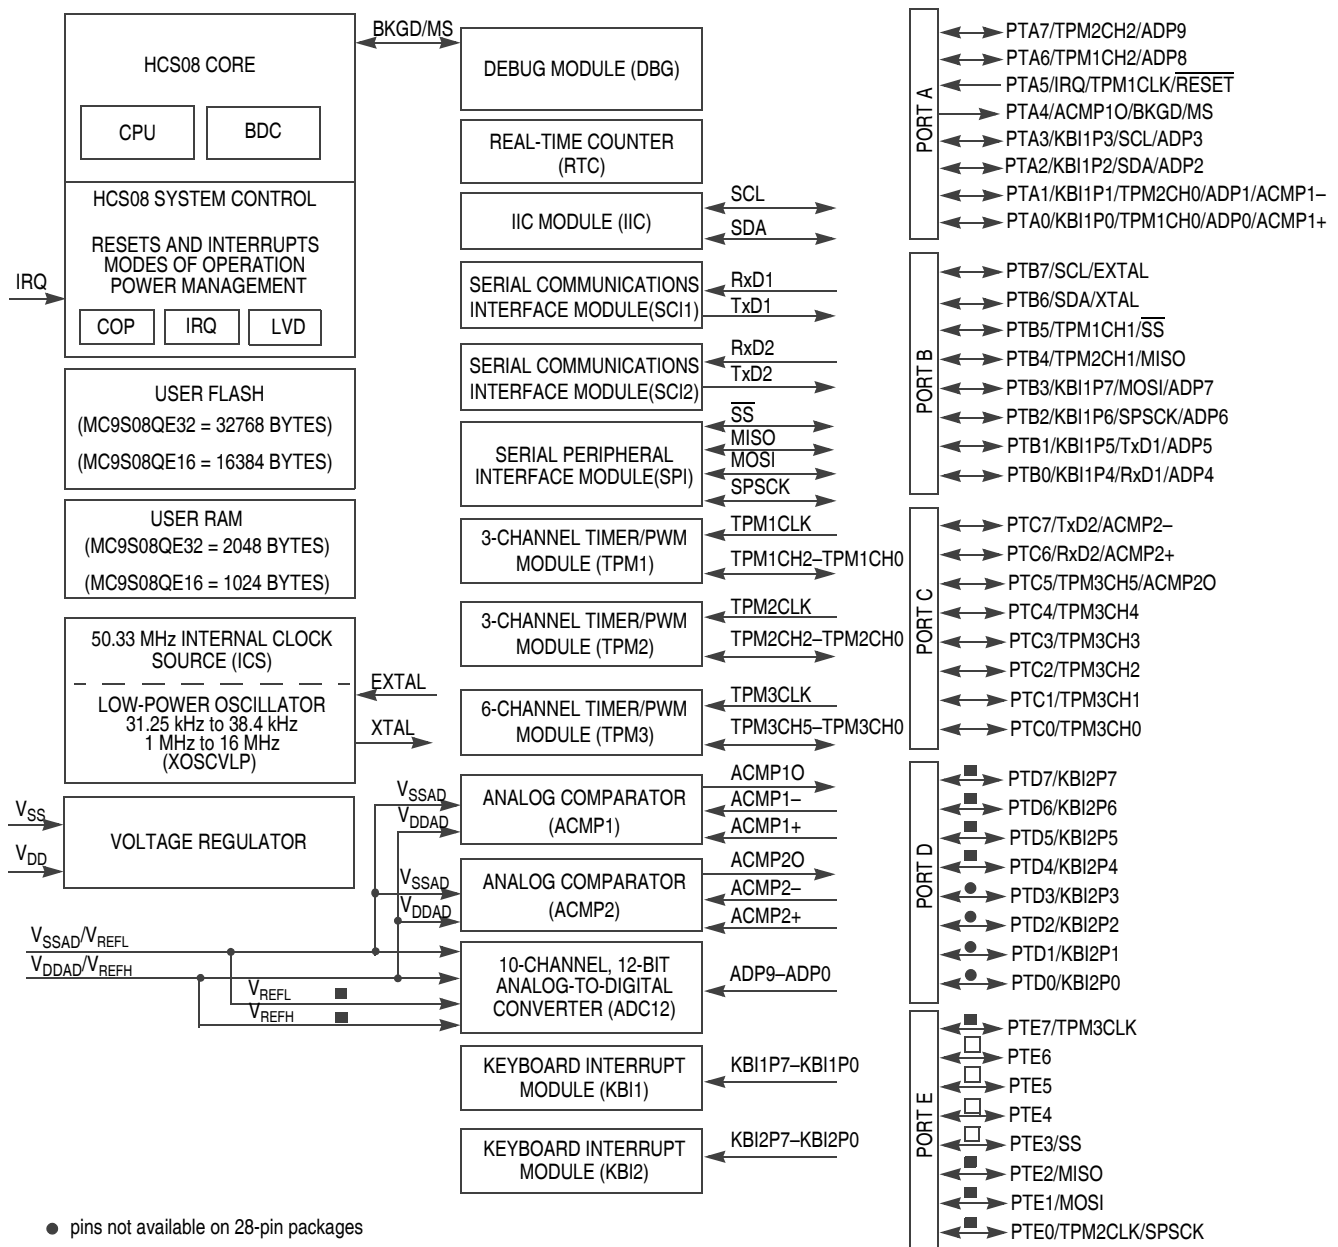 HCS08 CORE
CPU
BDC
HCS08 SYSTEM CONTROL
RESETS AND INTERRUPTS
MODES OF OPERATION
POWER MANAGEMENT
COP
IRQ
LVD
IRQ
USER FLASH
(MC9S08QE32 = 32768 BYTES)
(MC9S08QE16 = 16384 BYTES)
USER RAM
(MC9S08QE32 = 2048 BYTES)
(MC9S08QE16 = 1024 BYTES)
50.33 MHz INTERNAL CLOCK
SOURCE (ICS)
LOW-POWER OSCILLATOR
31.25 kHz to 38.4 kHz
1 MHz to 16 MHz
(XOSCVLP)
EXTAL
XTAL
VSS
VDD
VOLTAGE REGULATOR
VSSAD/VREFL
VDDAD/VREFH
VREFL
VREFH
BKGD/MS
DEBUG MODULE (DBG)
REAL-TIME COUNTER
(RTC)
IIC MODULE (IIC)
SCL
SDA
SERIAL COMMUNICATIONS
INTERFACE MODULE(SCI1)
RxD1
TxD1
SERIAL COMMUNICATIONS
INTERFACE MODULE(SCI2)
RxD2
TxD2
SERIAL PERIPHERAL
INTERFACE MODULE(SPI)
SS
MISO
MOSI
SPSCK
3-CHANNEL TIMER/PWM
MODULE (TPM1)
TPM1CLK
TPM1CH2–TPM1CH0
3-CHANNEL TIMER/PWM
MODULE (TPM2)
TPM2CLK
TPM2CH2–TPM2CH0
6-CHANNEL TIMER/PWM
MODULE (TPM3)
TPM3CLK
TPM3CH5–TPM3CH0
VSSAD
VDDAD
ANALOG COMPARATOR
(ACMP1)
ACMP1O
ACMP1–
ACMP1+
VSSAD
VDDAD
ANALOG COMPARATOR
(ACMP2)
ACMP2O
ACMP2–
ACMP2+
10-CHANNEL, 12-BIT
ANALOG-TO-DIGITAL
CONVERTER (ADC12)
ADP9–ADP0
KEYBOARD INTERRUPT
MODULE (KBI1)
KBI1P7–KBI1P0
KEYBOARD INTERRUPT
MODULE (KBI2)
KBI2P7–KBI2P0
PORT A
PTA7/TPM2CH2/ADP9
PTA6/TPM1CH2/ADP8
PTA5/IRQ/TPM1CLK/RESET
PTA4/ACMP1O/BKGD/MS
PTA3/KBI1P3/SCL/ADP3
PTA2/KBI1P2/SDA/ADP2
PTA1/KBI1P1/TPM2CH0/ADP1/ACMP1–
PTA0/KBI1P0/TPM1CH0/ADP0/ACMP1+
PORT B
PTB7/SCL/EXTAL
PTB6/SDA/XTAL
PTB5/TPM1CH1/SS
PTB4/TPM2CH1/MISO
PTB3/KBI1P7/MOSI/ADP7
PTB2/KBI1P6/SPSCK/ADP6
PTB1/KBI1P5/TxD1/ADP5
PTB0/KBI1P4/RxD1/ADP4
PORT C
PTC7/TxD2/ACMP2–
PTC6/RxD2/ACMP2+
PTC5/TPM3CH5/ACMP2O
PTC4/TPM3CH4
PTC3/TPM3CH3
PTC2/TPM3CH2
PTC1/TPM3CH1
PTC0/TPM3CH0
PORT D
PTD7/KBI2P7
PTD6/KBI2P6
PTD5/KBI2P5
PTD4/KBI2P4
PTD3/KBI2P3
PTD2/KBI2P2
PTD1/KBI2P1
PTD0/KBI2P0
PORT E
PTE7/TPM3CLK
PTE6
PTE5
PTE4
PTE3/SS
PTE2/MISO
PTE1/MOSI
PTE0/TPM2CLK/SPSCK
● pins not available on 28-pin packages